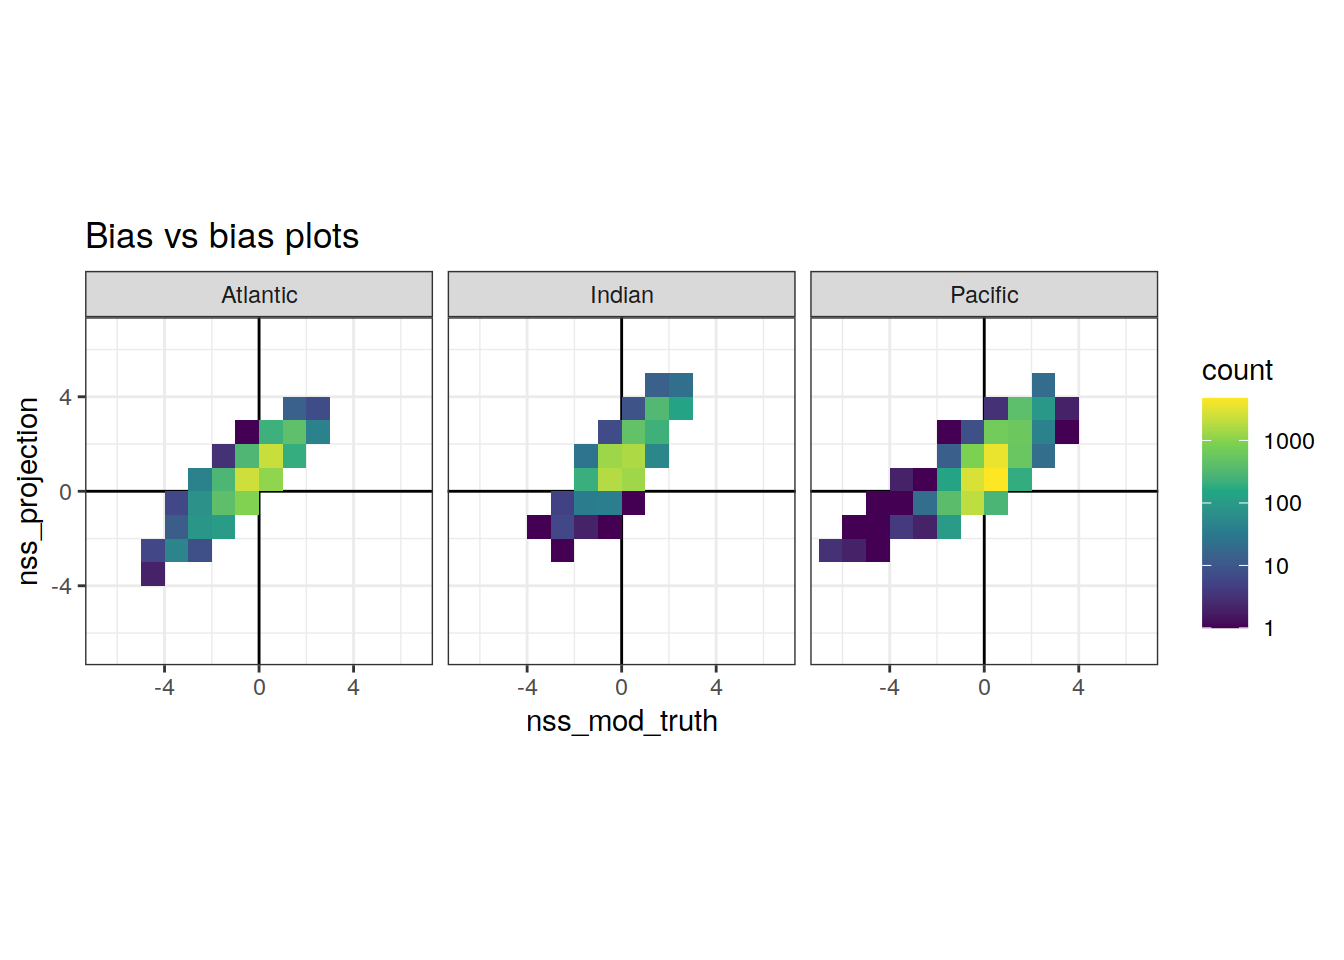 Bias vs bias plots
Atlantic Indian Pacific
count
4
0
-4
1000
100
10
1
-4 0 4 -4 0 4 -4 0 4
nss_mod_truth
nss_projection